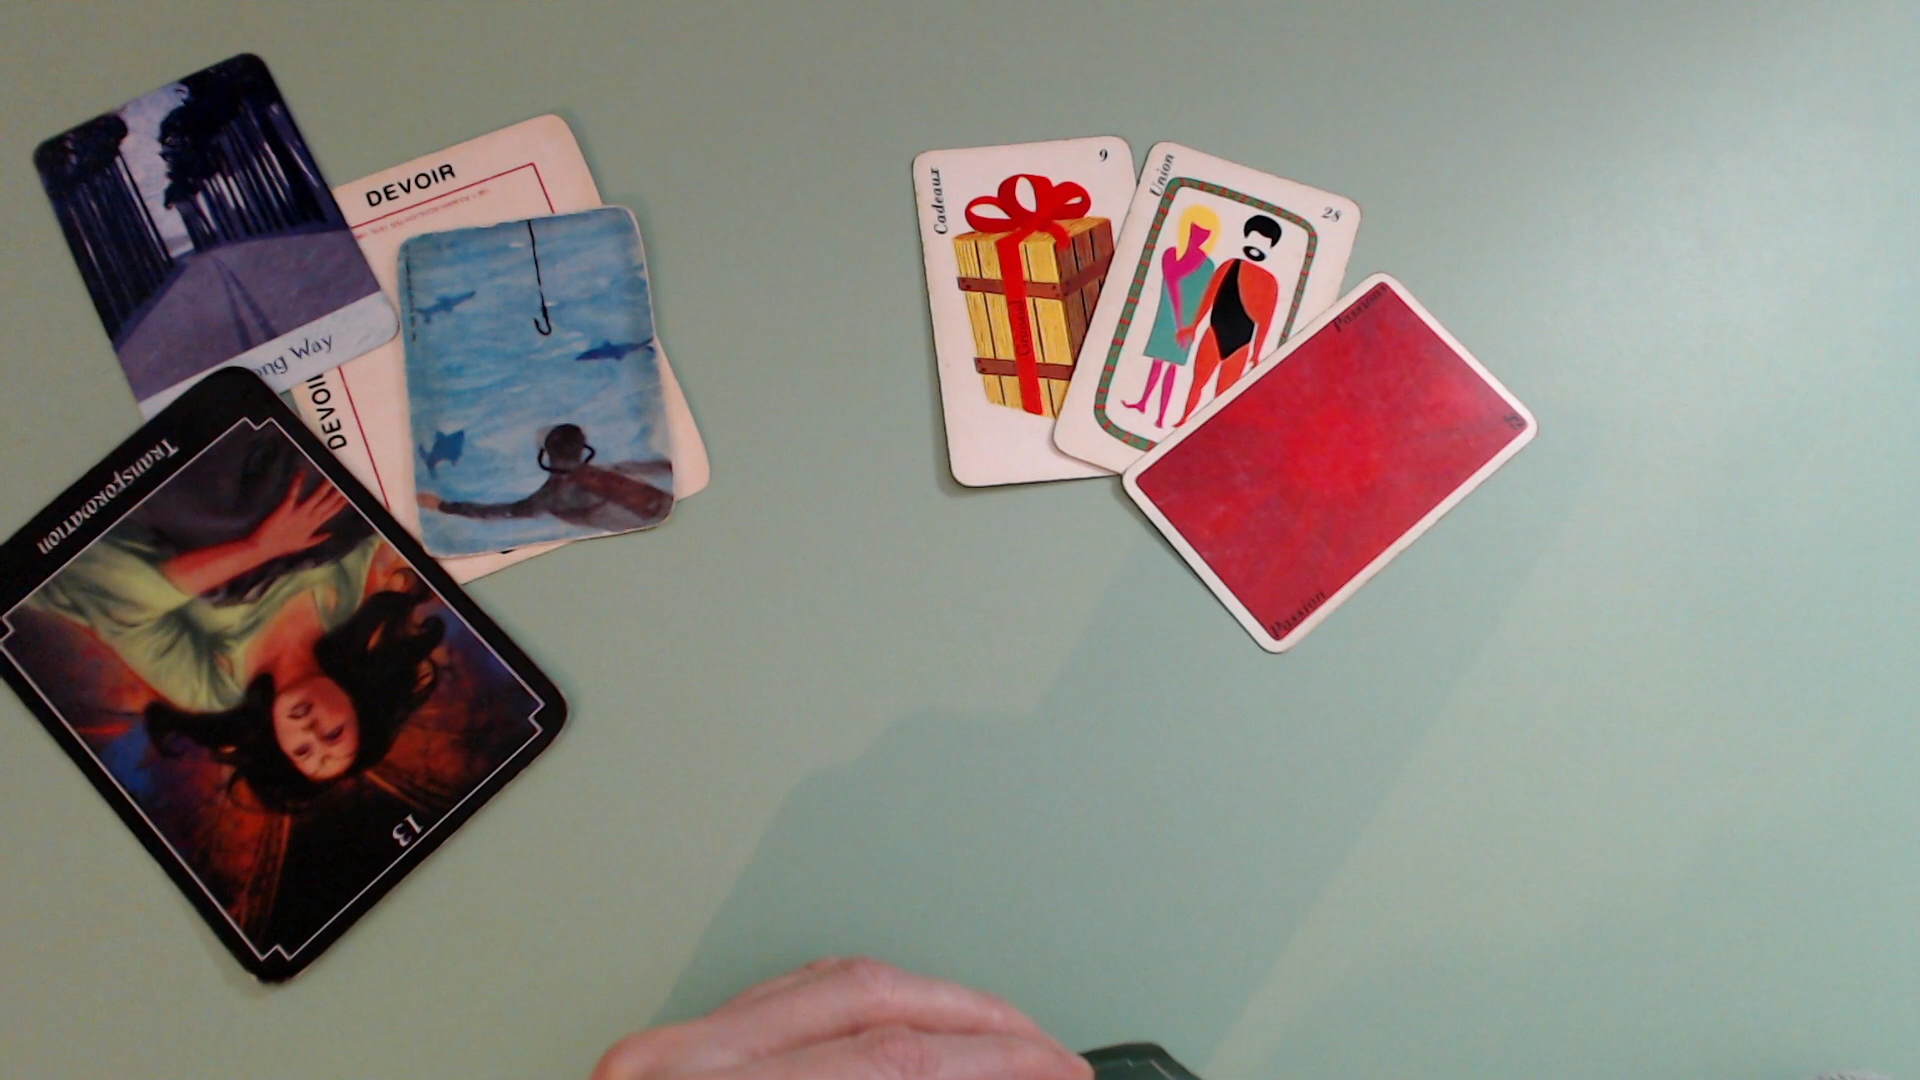 ong Way
DEVOIR
DEVOIR
Transformation
13
Cadeaux
9
Union
28
Passion
Passion